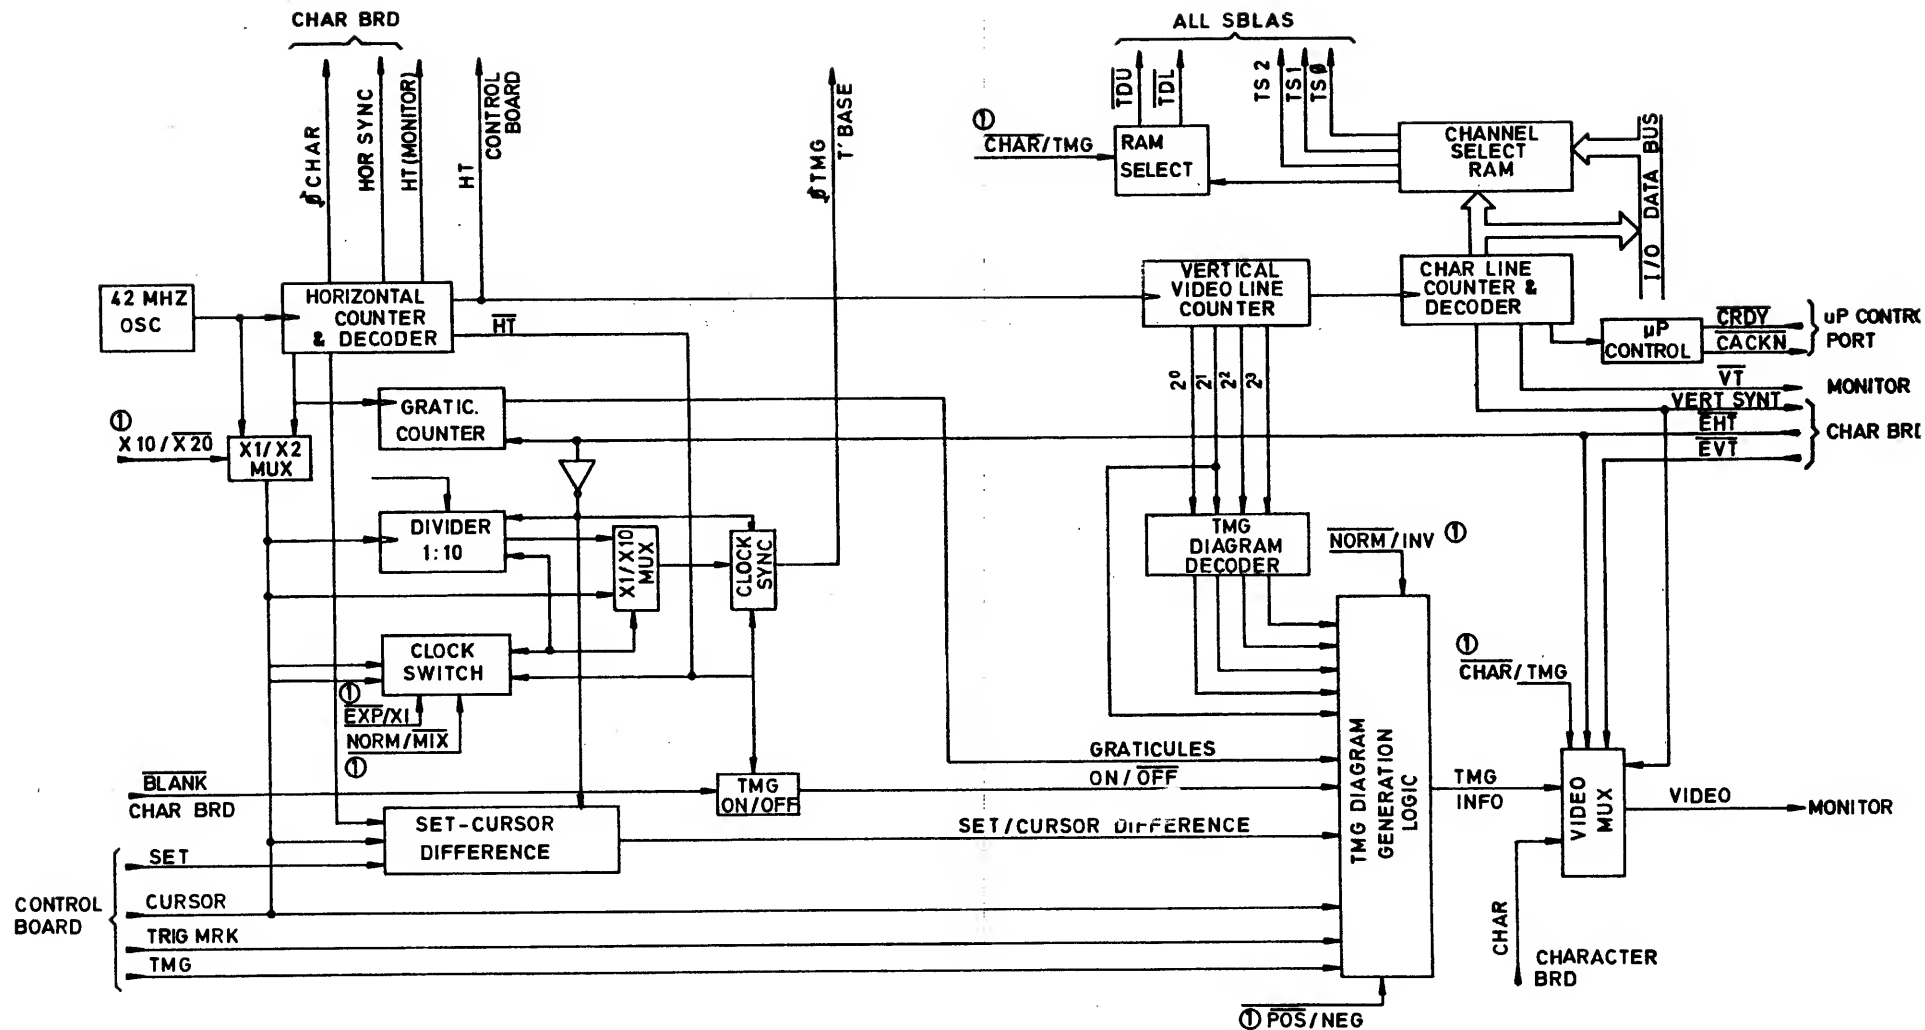 CHAR BRD
ALL SBLAS
ØCHAR
HOR SYNC
HT(MONITOR)
HT
CONTROL
BOARD
ØTMG
T'BASE
TDU
TDL
TS 2
TS 1
TS Ø
①
CHAR/TMG
RAM
SELECT
CHANNEL
SELECT
RAM
I/O DATA BUS
42 MHZ
OSC
HORIZONTAL
COUNTER
& DECODER
HT
VERTICAL
VIDEO LINE
COUNTER
CHAR LINE
COUNTER &
DECODER
µP
CONTROL
CRDY
CACKN
uP CONTRO
PORT
VT
MONITOR
VERT SYNT
EHT
EVT
CHAR BRD
2⁰
2¹
2²
2³
①
X10/X20
X1/X2
MUX
GRATIC.
COUNTER
DIVIDER
1:10
X1/X10
MUX
CLOCK
SYNC
TMG
DIAGRAM
DECODER
NORM/INV ①
CLOCK
SWITCH
①
EXP/X1
NORM/MIX
①
①
CHAR/TMG
BLANK
CHAR BRD
TMG
ON/OFF
GRATICULES
ON/OFF
SET-CURSOR
DIFFERENCE
SET/CURSOR DIFFERENCE
TMG DIAGRAM
GENERATION
LOGIC
TMG
INFO
VIDEO
MUX
VIDEO
MONITOR
CONTROL
BOARD
SET
CURSOR
TRIG MRK
TMG
CHAR
CHARACTER
BRD
① POS/NEG